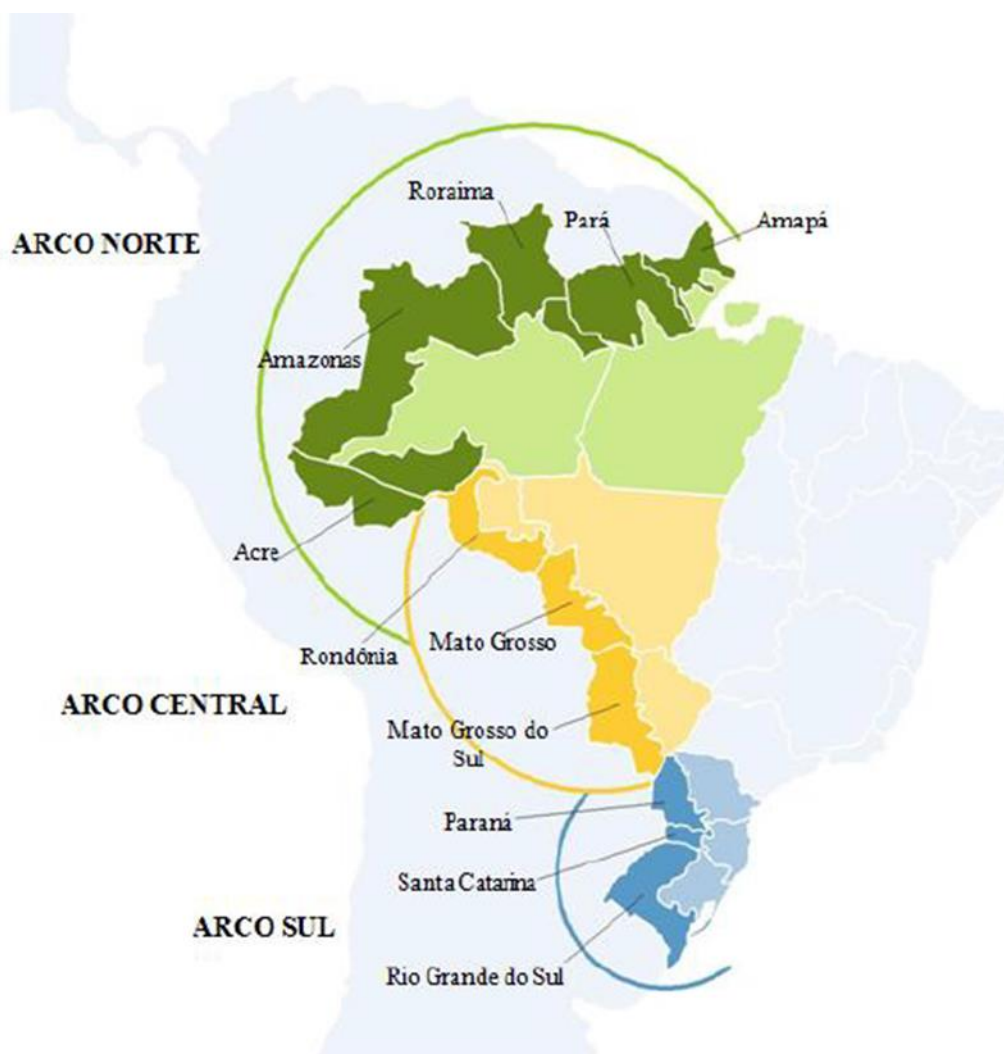 Roraima
Pará
Amapá
ARCO NORTE
Amazonas
Acre
Mato Grosso
Rondônia
ARCO CENTRAL
Mato Grosso do
Sul
Paraná
Santa Catarina
ARCO SUL
Rio Grande do Sul